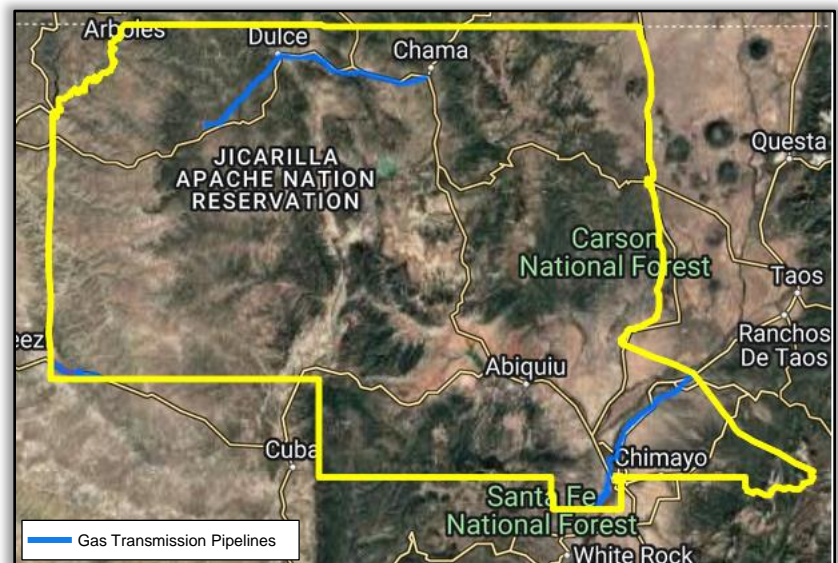 Arboles
Dulce
Chama
Questa
JICARILLA
APACHE NATION
RESERVATION
Carson
National Forest
Taos
Ranchos
De Taos
eezi
Abiquiu
Cuba
Chimayo
Santa Fe
National Forest
White Rock
Gas Transmission Pipelines